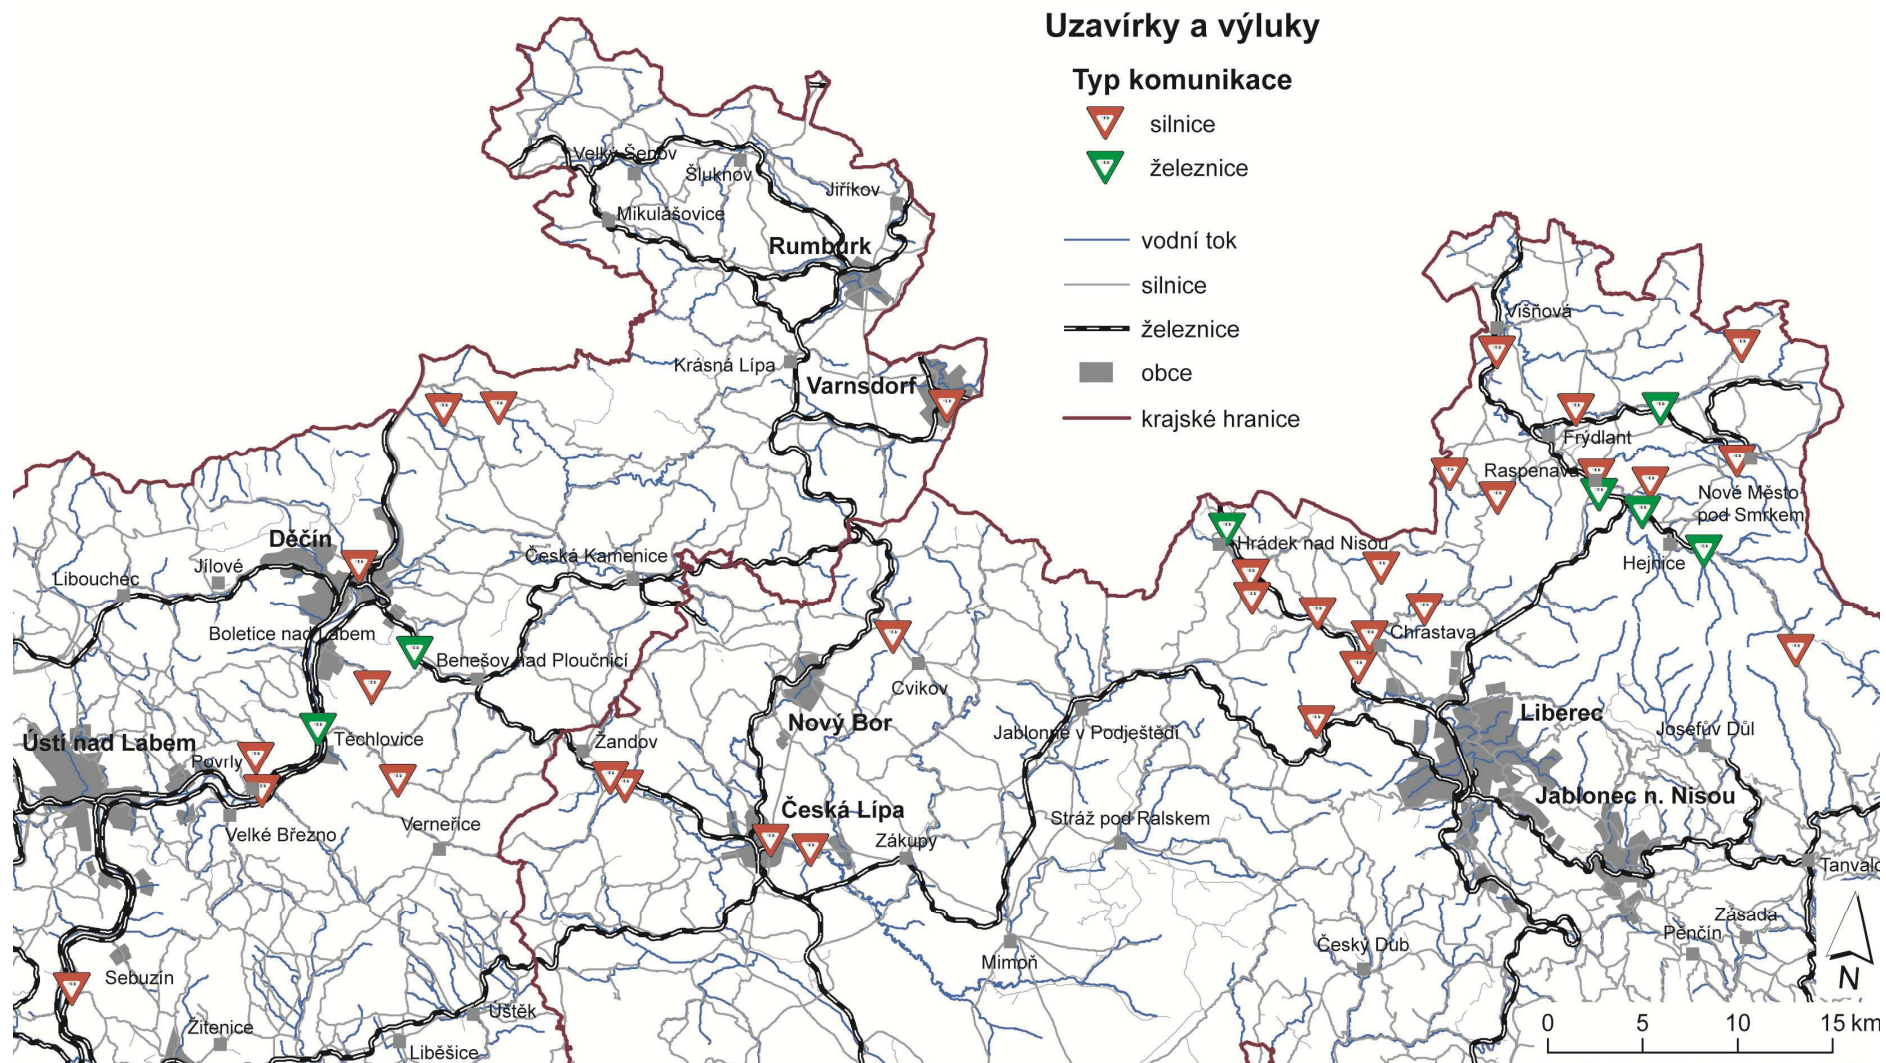 Uzavírky a výluky
Typ komunikace
silnice
železnice
vodní tok
silnice
železnice
obce
krajské hranice
Velký Šenov
Šluknov
Jiříkov
Mikulášovice
Rumburk
Višňová
Krásná Lípa
Varnsdorf
Frýdlant
Raspenava
Nové Město
pod Smrkem
Děčín
Česká Kamenice
Hrádek nad Nisou
Hejnice
Libouchec
Jílové
Boletice nad Labem
Benešov nad Ploučnicí
Chrastava
Cvikov
Nový Bor
Jablonné v Podještědí
Liberec
Josefův Důl
Ústí nad Labem
Těchlovice
Žandov
Povrly
Jablonec n. Nisou
Česká Lípa
Stráž pod Ralskem
Velké Březno
Verneřice
Zákupy
Tanvald
Zásada
Pěnčín
Český Dub
Mimoň
Sebuzín
Úštěk
Žitenice
Liběšice
N
0 5 10 15 km